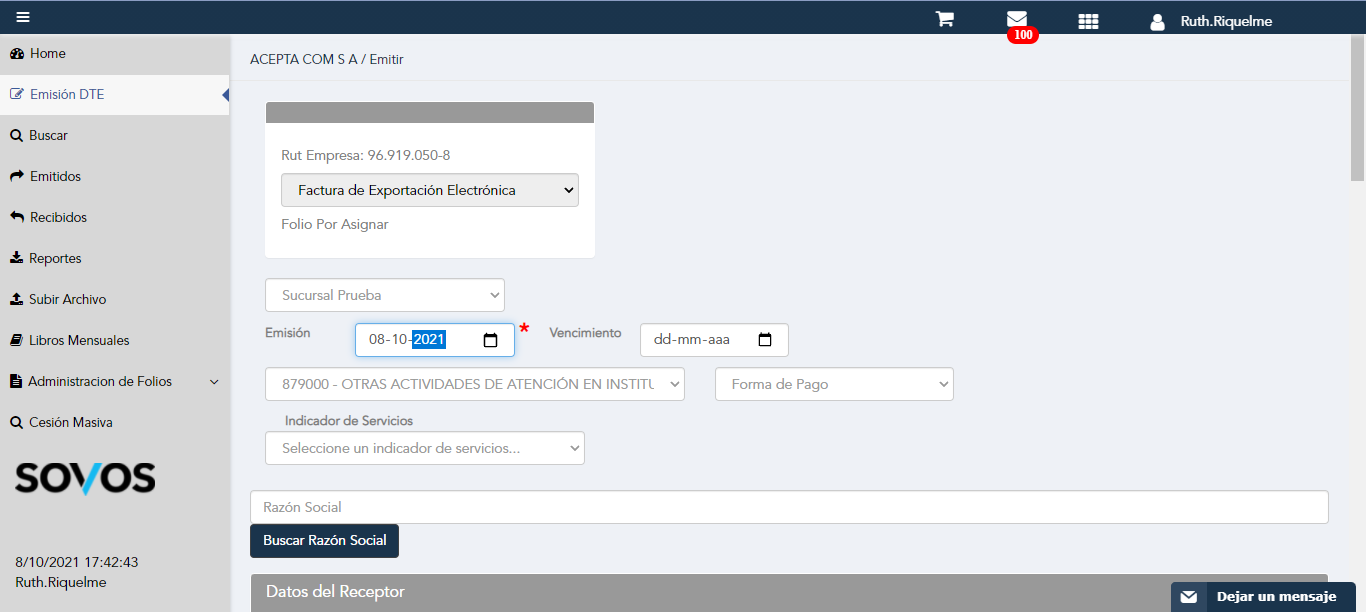 Ruth.Riquelme
100
Home
ACEPTA COM S A / Emitir
Emisión DTE
Buscar
Emitidos
Recibidos
Reportes
Subir Archivo
Libros Mensuales
Administracion de Folios
Cesión Masiva
SOVOS
8/10/2021 17:42:43
Ruth.Riquelme
Rut Empresa: 96.919.050-8
Factura de Exportación Electrónica
Folio Por Asignar
Sucursal Prueba
Emisión 08-10-2021 * Vencimiento dd-mm-aaa
879000 - OTRAS ACTIVIDADES DE ATENCIÓN EN INSTITU Forma de Pago
Indicador de Servicios
Seleccione un indicador de servicios...
Razón Social
Buscar Razón Social
Datos del Receptor
Dejar un mensaje